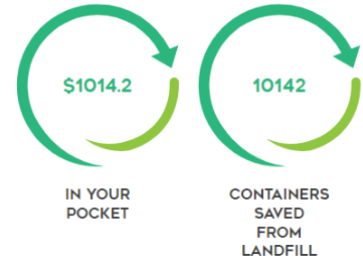 $1014.2
IN YOUR
POCKET
10142
CONTAINERS
SAVED
FROM
LANDFILL